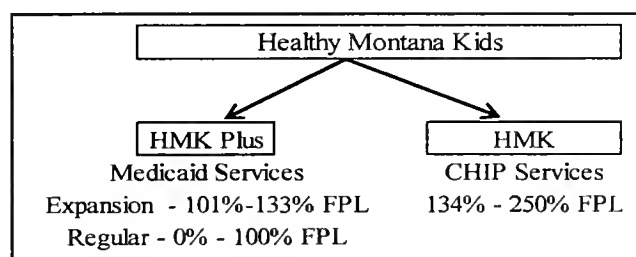 Healthy Montana Kids
HMK Plus
Medicaid Services
Expansion - 101%-133% FPL
Regular - 0% - 100% FPL
HMK
CHIP Services
134% - 250% FPL